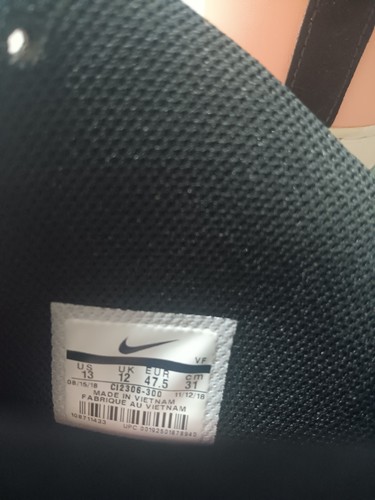 VF
US UK EUR cm
13 12 47.5 31
08/15/18 CI2306-300 11/12/18
MADE IN VIETNAM
FABRIQUE AU VIETNAM